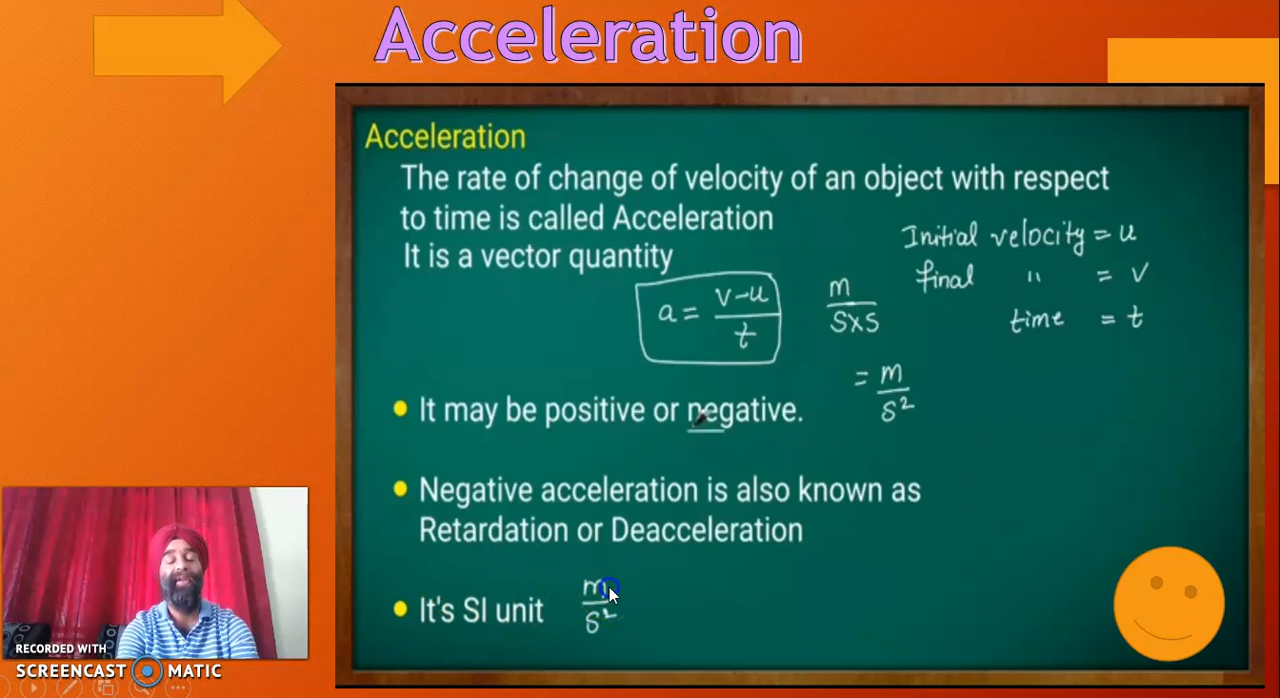 Acceleration
Acceleration
The rate of change of velocity of an object with respect
to time is called Acceleration
It is a vector quantity
Initial velocity = u
final " = v
time = t
a = v-u/t
m/s×s
= m/s²
It may be positive or negative.
Negative acceleration is also known as
Retardation or Deacceleration
It's SI unit m/s²
RECORDED WITH
SCREENCAST MATIC